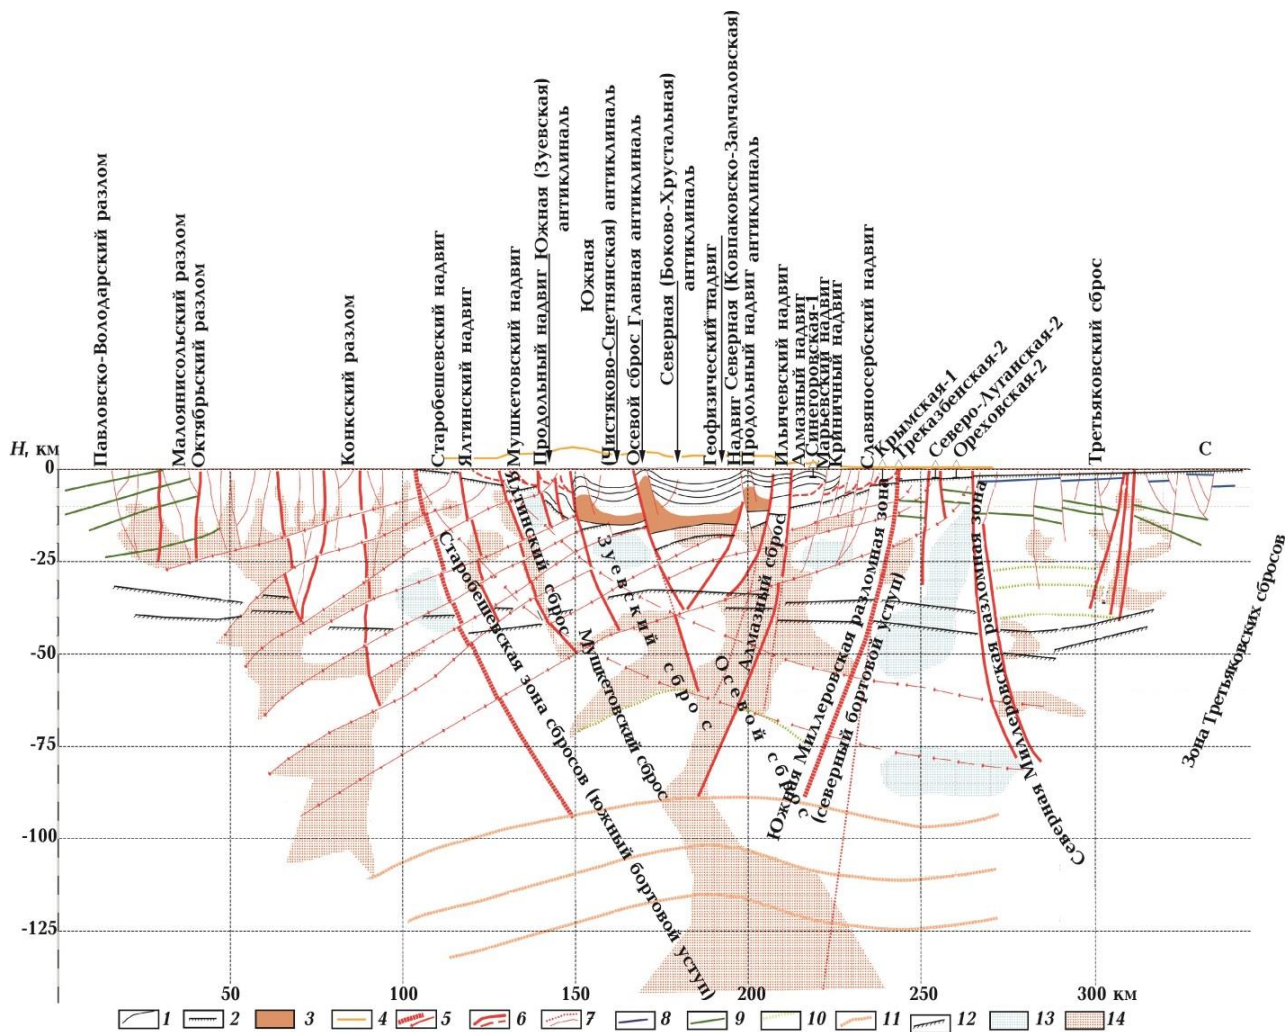 Павловско-Володарский разлом
Малоянисольский разлом
Октябрьский разлом
Конкский разлом
Старобешевский надвиг
Ялтинский надвиг
Мушкетовский надвиг
Продольный надвиг
Южная (Зуевская)
антиклиналь
Южная
(Чистяково-Снетнянская) антиклиналь
Осевой сброс
Главная антиклиналь
Северная (Боково-Хрустальная)
антиклиналь
Геофизический надвиг
Надвиг
Северная (Ковпаковско-Замчаловская)
Продольный надвиг
антиклиналь
Ильичевский надвиг
Алмазный надвиг
Синегоровская-1
Марьевский надвиг
Криничный надвиг
Славяносербский надвиг
Крымская-1
Треказбенская-2
Северо-Луганская-2
Ореховская-2
Третьяковский сброс
H, км
С
0
-25
-50
-75
-100
-125
Ялтинский сброс
Старобешевская зона сбросов (южный бортовой уступ)
Мушкетовский сброс
Зуевский сброс
Осевой сброс
Алмазный сброс
Южная Миллеровская разломная зона
(северный бортовой уступ)
Северная Миллеровская разломная зона
Зона Третьяковских сбросов
50
100
150
200
250
300 км
1 2 3 4 5 6 7 8 9 10 11 12 13 14